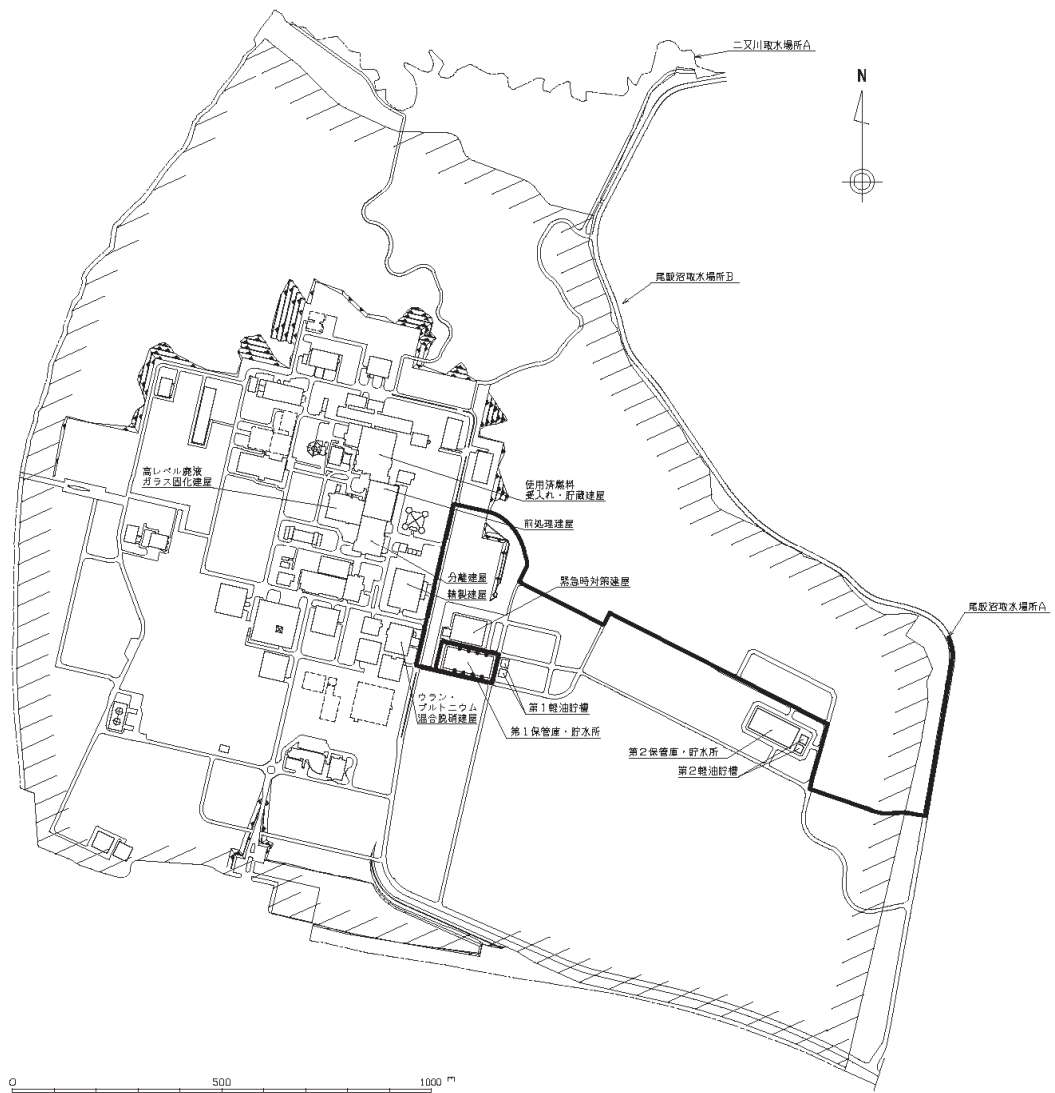 二又川取水場所A
N
尾駮沼取水場所B
高レベル廃液
ガラス固化建屋
使用済燃料
受入れ・貯蔵建屋
前処理建屋
分離建屋
精製建屋
緊急時対策建屋
尾駮沼取水場所A
ウラン・
プルトニウム
混合脱硝建屋
第1軽油貯槽
第1保管庫・貯水所
第2保管庫・貯水所
第2軽油貯槽
0 500 1000 m